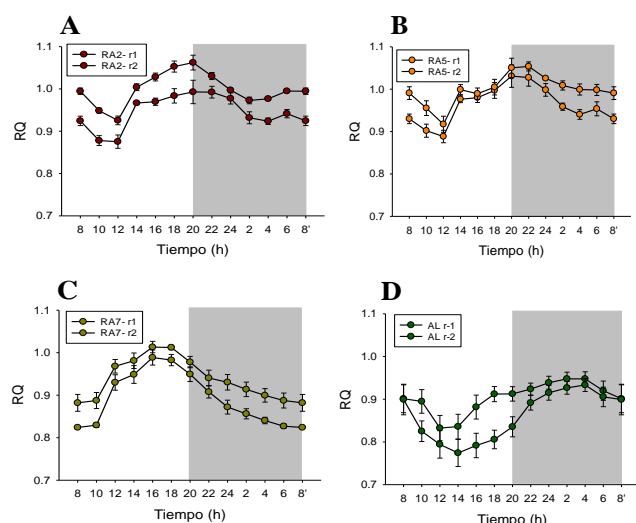 A
RA2- r1
RA2- r2
1.1
1.0
0.9
0.8
0.7
RQ
8 10 12 14 16 18 20 22 24 2 4 6 8'
Tiempo (h)
B
RA5- r1
RA5- r2
1.1
1.0
0.9
0.8
0.7
RQ
8 10 12 14 16 18 20 22 24 2 4 6 8'
Tiempo (h)
C
RA7- r1
RA7- r2
1.1
1.0
0.9
0.8
0.7
RQ
8 10 12 14 16 18 20 22 24 2 4 6 8'
Tiempo (h)
D
AL r-1
AL r-2
1.1
1.0
0.9
0.8
0.7
RQ
8 10 12 14 16 18 20 22 24 2 4 6 8'
Tiempo (h)